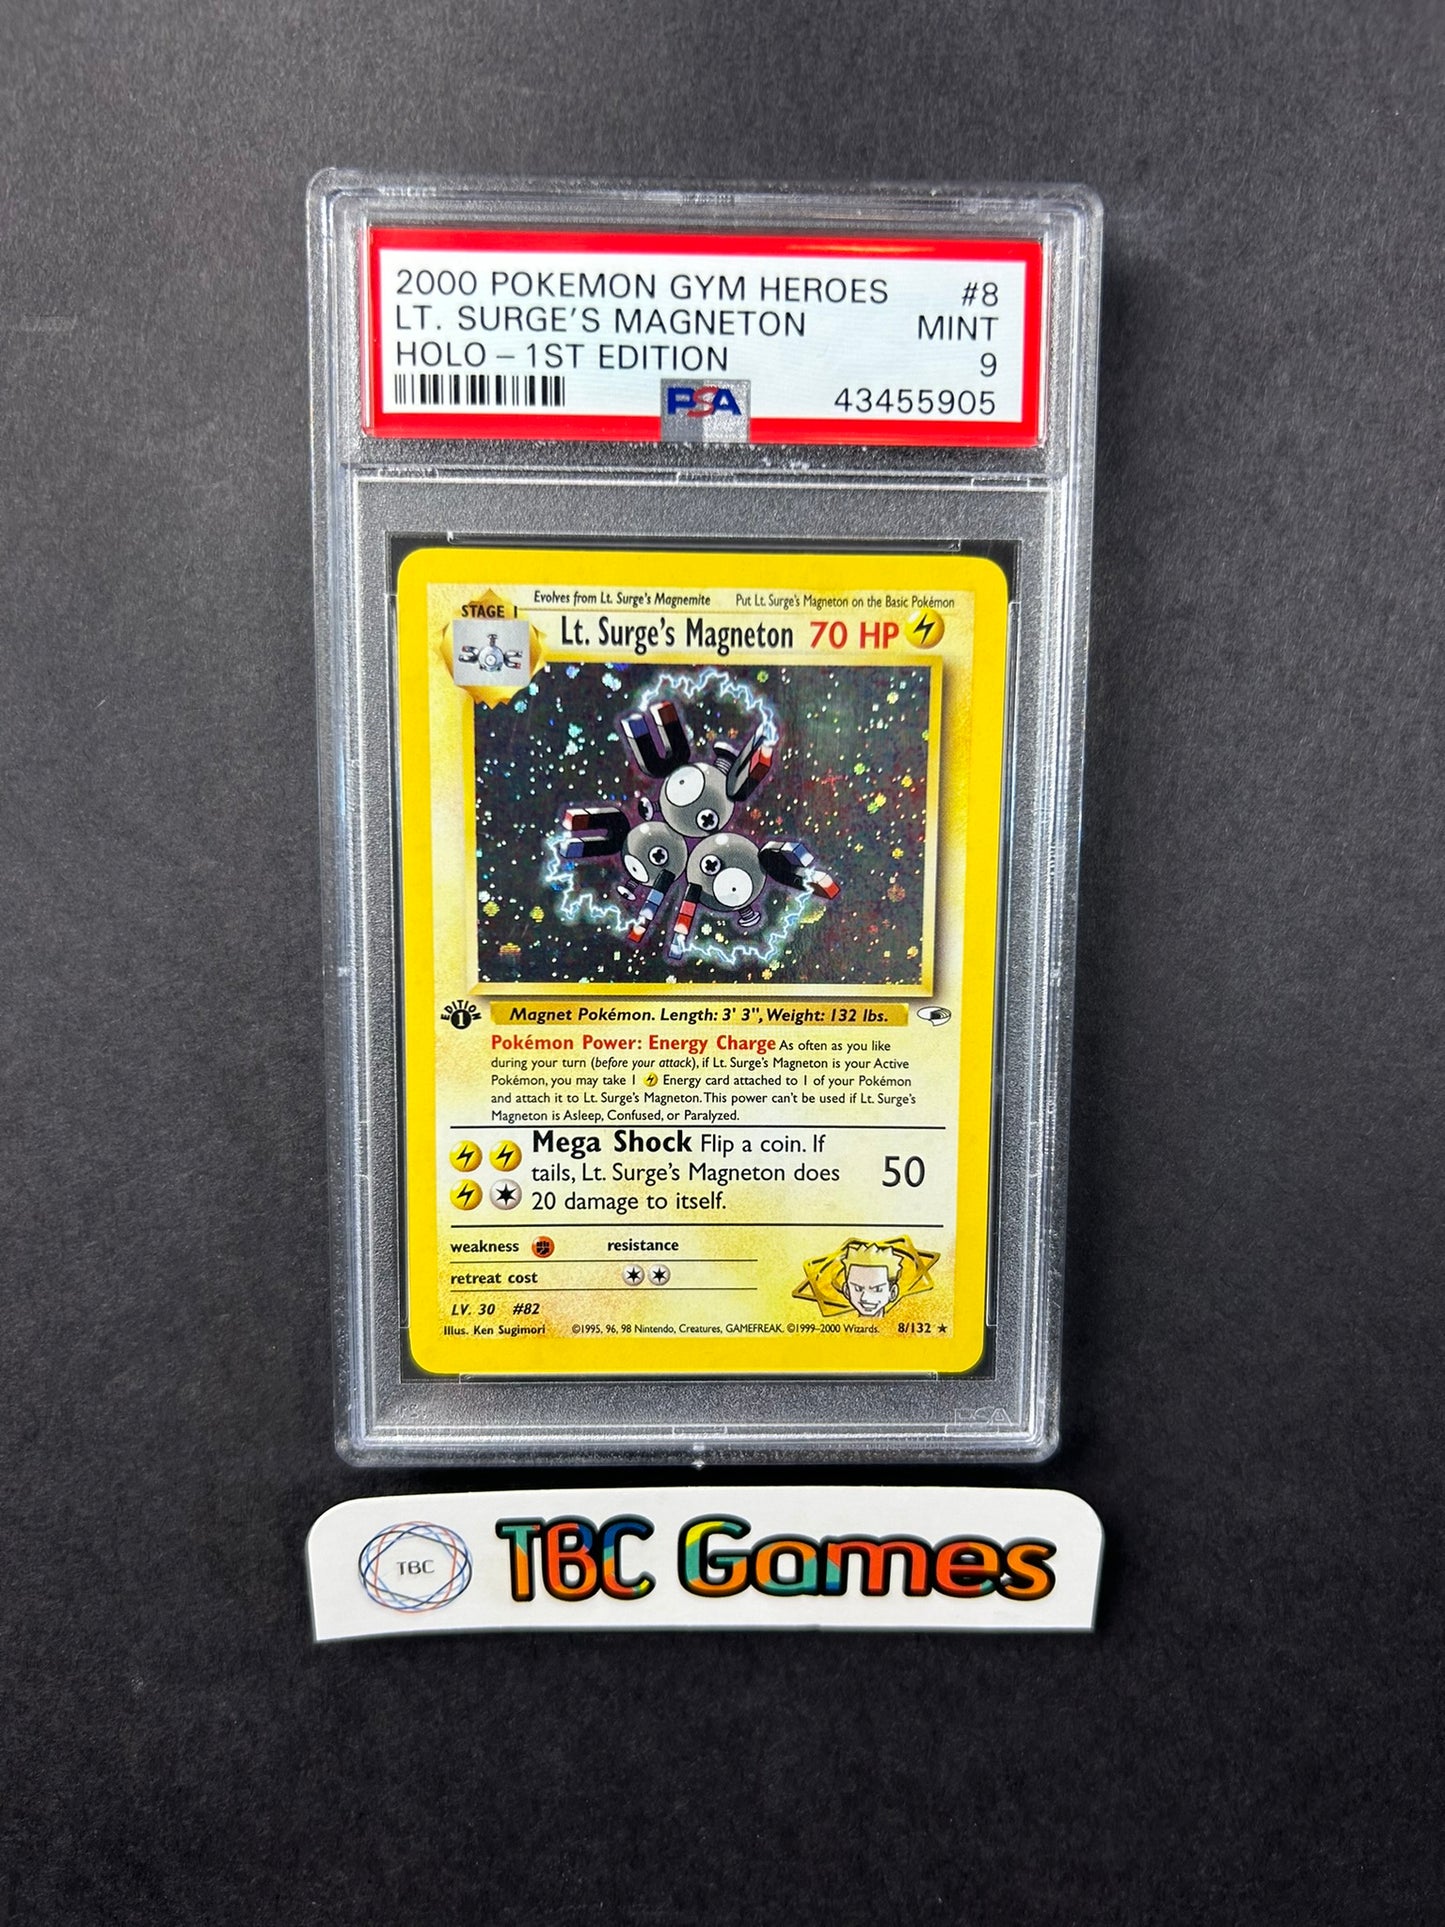 2000 POKEMON GYM HEROES #8
LT. SURGE'S MAGNETON MINT
HOLO – 1ST EDITION 9
PSA 43455905
Evolves from Lt. Surge's Magnemite Put Lt. Surge's Magneton on the Basic Pokémon
STAGE 1
Lt. Surge's Magneton 70 HP
EDITION
1
Magnet Pokémon. Length: 3' 3", Weight: 132 lbs.
Pokémon Power: Energy Charge As often as you like
during your turn (before your attack), if Lt. Surge's Magneton is your Active
Pokémon, you may take 1 Energy card attached to 1 of your Pokémon
and attach it to Lt. Surge's Magneton. This power can't be used if Lt. Surge's
Magneton is Asleep, Confused, or Paralyzed.
Mega Shock Flip a coin. If
tails, Lt. Surge's Magneton does 50
20 damage to itself.
weakness resistance
retreat cost
LV. 30 #82
Illus. Ken Sugimori ©1995, 96, 98 Nintendo, Creatures, GAMEFREAK. ©1999–2000 Wizards. 8/132 ★
PSA
TBC TBC Games